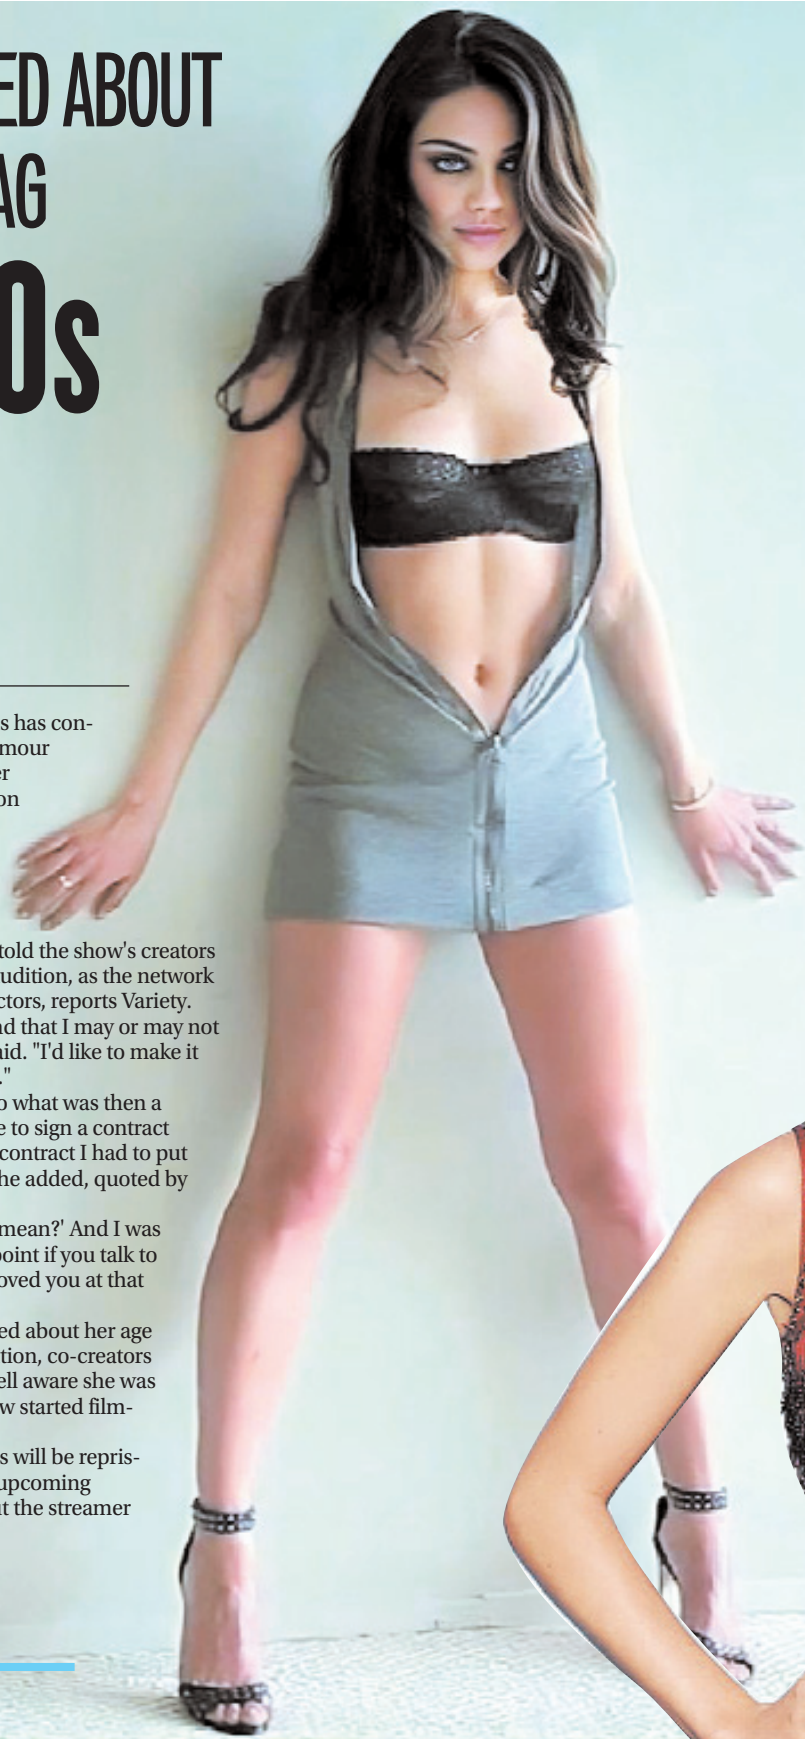 ED ABOUT
AG
0s
s has con-
mour
er
on
told the show's creators
udition, as the network
ctors, reports Variety.
nd that I may or may not
aid. "I'd like to make it
."
o what was then a
e to sign a contract
contract I had to put
he added, quoted by
mean?' And I was
point if you talk to
oved you at that
ed about her age
tion, co-creators
ell aware she was
w started film-
s will be repris-
upcoming
ut the streamer